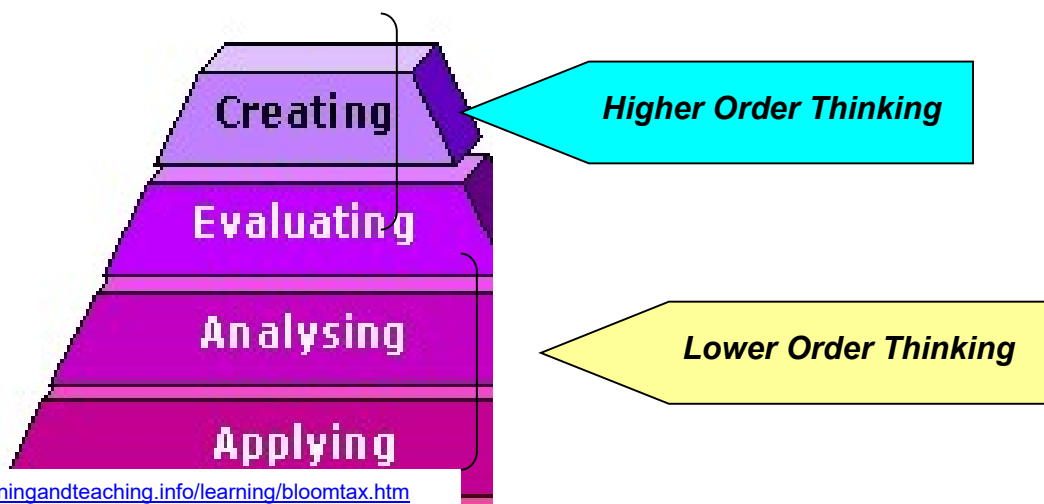 Creating
Higher Order Thinking
Evaluating
Analysing
Lower Order Thinking
Applying
ningandteaching.info/learning/bloomtax.htm